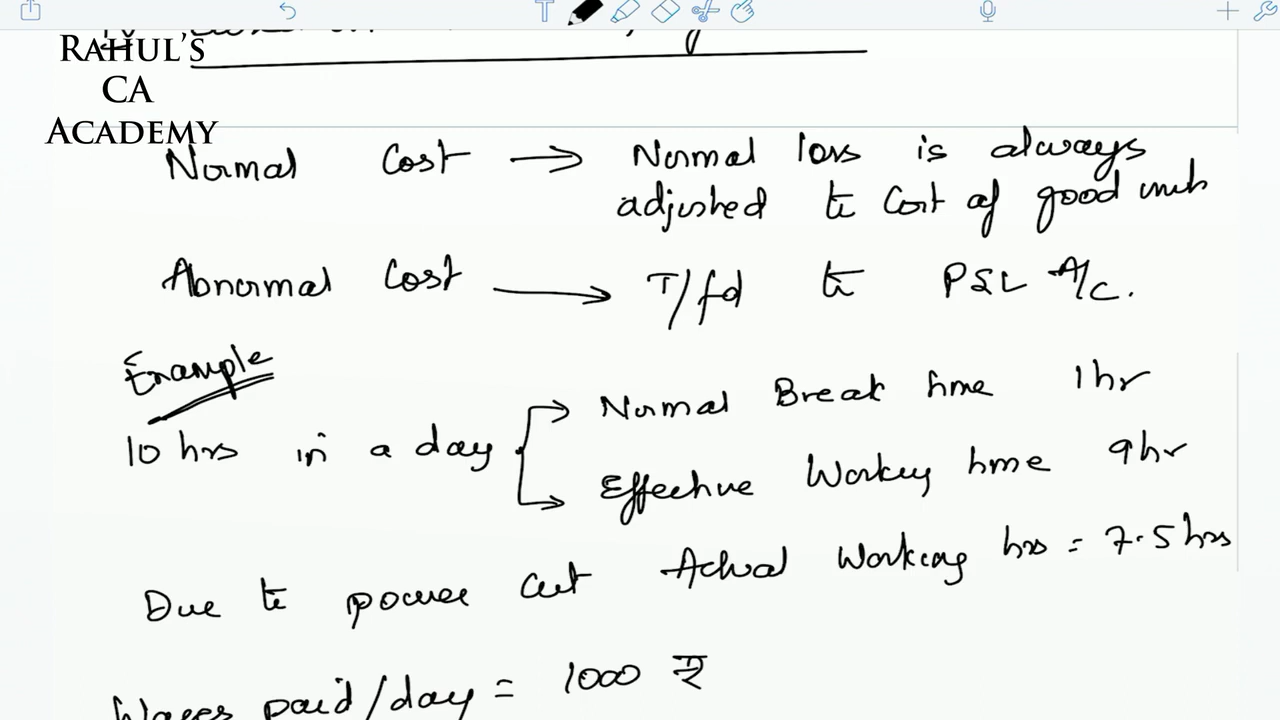 RAHUL'S
CA
ACADEMY
Normal Cost → Normal loss is always
adjusted to Cost of good units
Abnormal Cost → T/fd to P&L A/c.
Example
10 hrs in a day
Normal Break time 1hr
Effective Working time 9hr
Due to power cut Actual Working hrs = 7.5 hrs
Wages paid/day = 1000 ₹